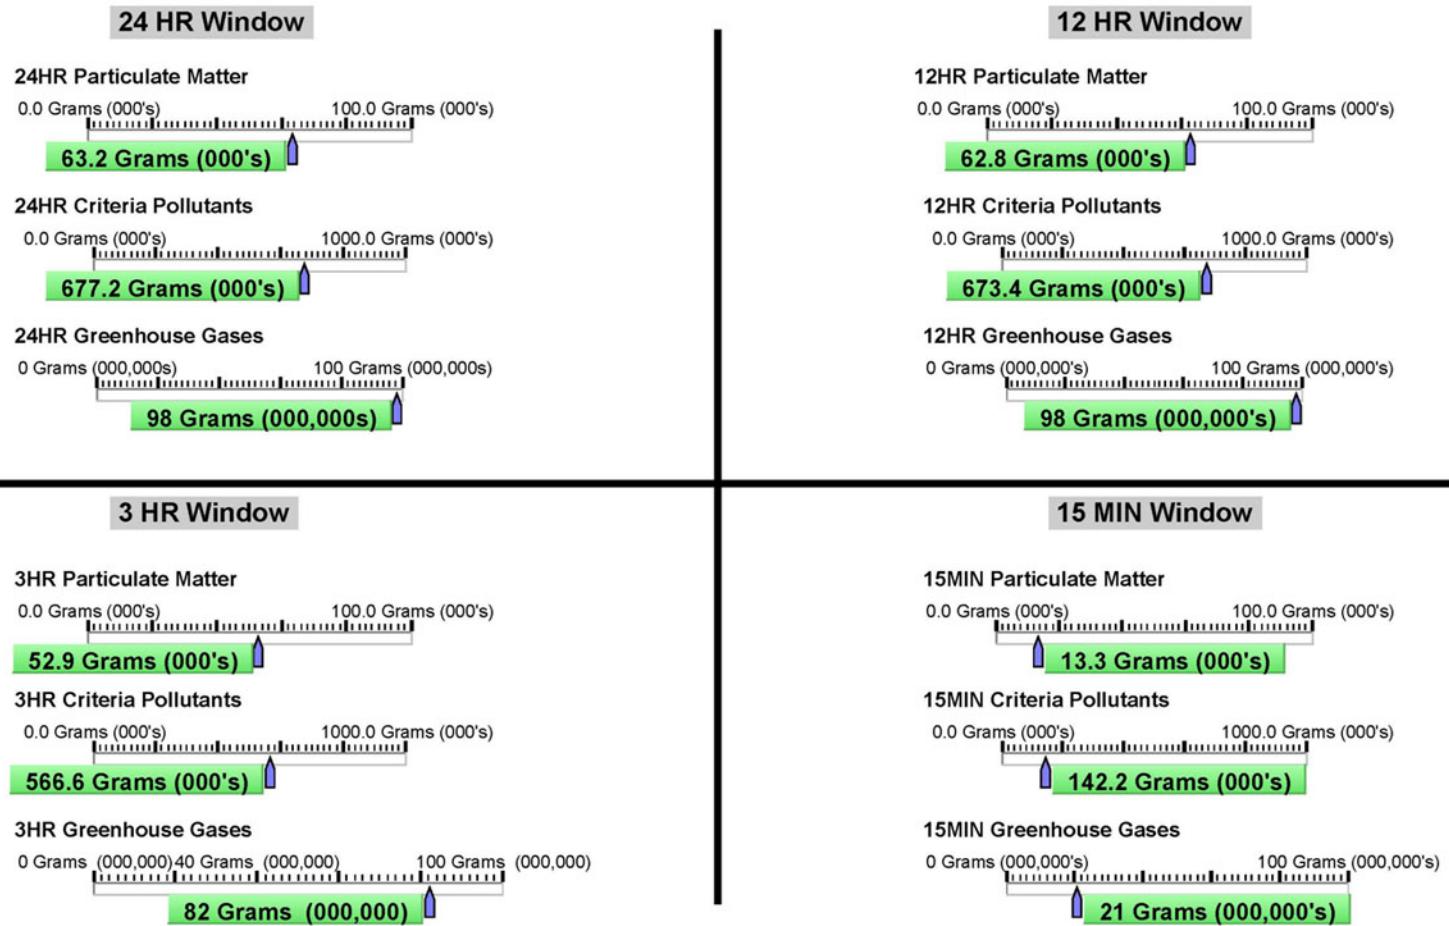 24 HR Window
24HR Particulate Matter
0.0 Grams (000's) 100.0 Grams (000's)
63.2 Grams (000's)
24HR Criteria Pollutants
0.0 Grams (000's) 1000.0 Grams (000's)
677.2 Grams (000's)
24HR Greenhouse Gases
0 Grams (000,000s) 100 Grams (000,000s)
98 Grams (000,000s)
12 HR Window
12HR Particulate Matter
0.0 Grams (000's) 100.0 Grams (000's)
62.8 Grams (000's)
12HR Criteria Pollutants
0.0 Grams (000's) 1000.0 Grams (000's)
673.4 Grams (000's)
12HR Greenhouse Gases
0 Grams (000,000's) 100 Grams (000,000's)
98 Grams (000,000's)
3 HR Window
3HR Particulate Matter
0.0 Grams (000's) 100.0 Grams (000's)
52.9 Grams (000's)
3HR Criteria Pollutants
0.0 Grams (000's) 1000.0 Grams (000's)
566.6 Grams (000's)
3HR Greenhouse Gases
0 Grams (000,000) 40 Grams (000,000) 100 Grams (000,000)
82 Grams (000,000)
15 MIN Window
15MIN Particulate Matter
0.0 Grams (000's) 100.0 Grams (000's)
13.3 Grams (000's)
15MIN Criteria Pollutants
0.0 Grams (000's) 1000.0 Grams (000's)
142.2 Grams (000's)
15MIN Greenhouse Gases
0 Grams (000,000's) 100 Grams (000,000's)
21 Grams (000,000's)